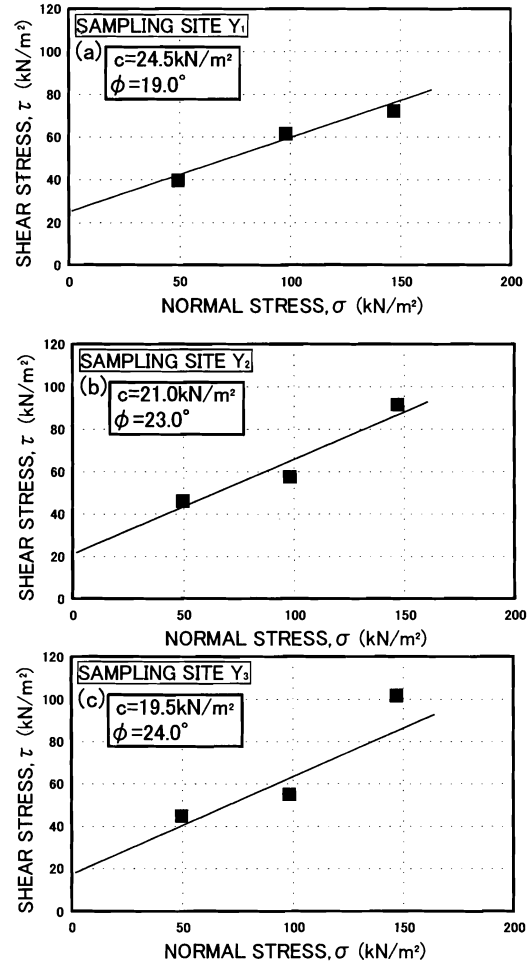 SAMPLING SITE Y₁
(a)
c=24.5kN/m²
ϕ=19.0°
SHEAR STRESS, τ (kN/m²)
120
100
80
60
40
20
0
0 50 100 150 200
NORMAL STRESS, σ (kN/m²)
SAMPLING SITE Y₂
(b)
c=21.0kN/m²
ϕ=23.0°
SHEAR STRESS, τ (kN/m²)
120
100
80
60
40
20
0
0 50 100 150 200
NORMAL STRESS, σ (kN/m²)
SAMPLING SITE Y₃
(c)
c=19.5kN/m²
ϕ=24.0°
SHEAR STRESS, τ (kN/m²)
120
100
80
60
40
20
0
0 50 100 150 200
NORMAL STRESS, σ (kN/m²)